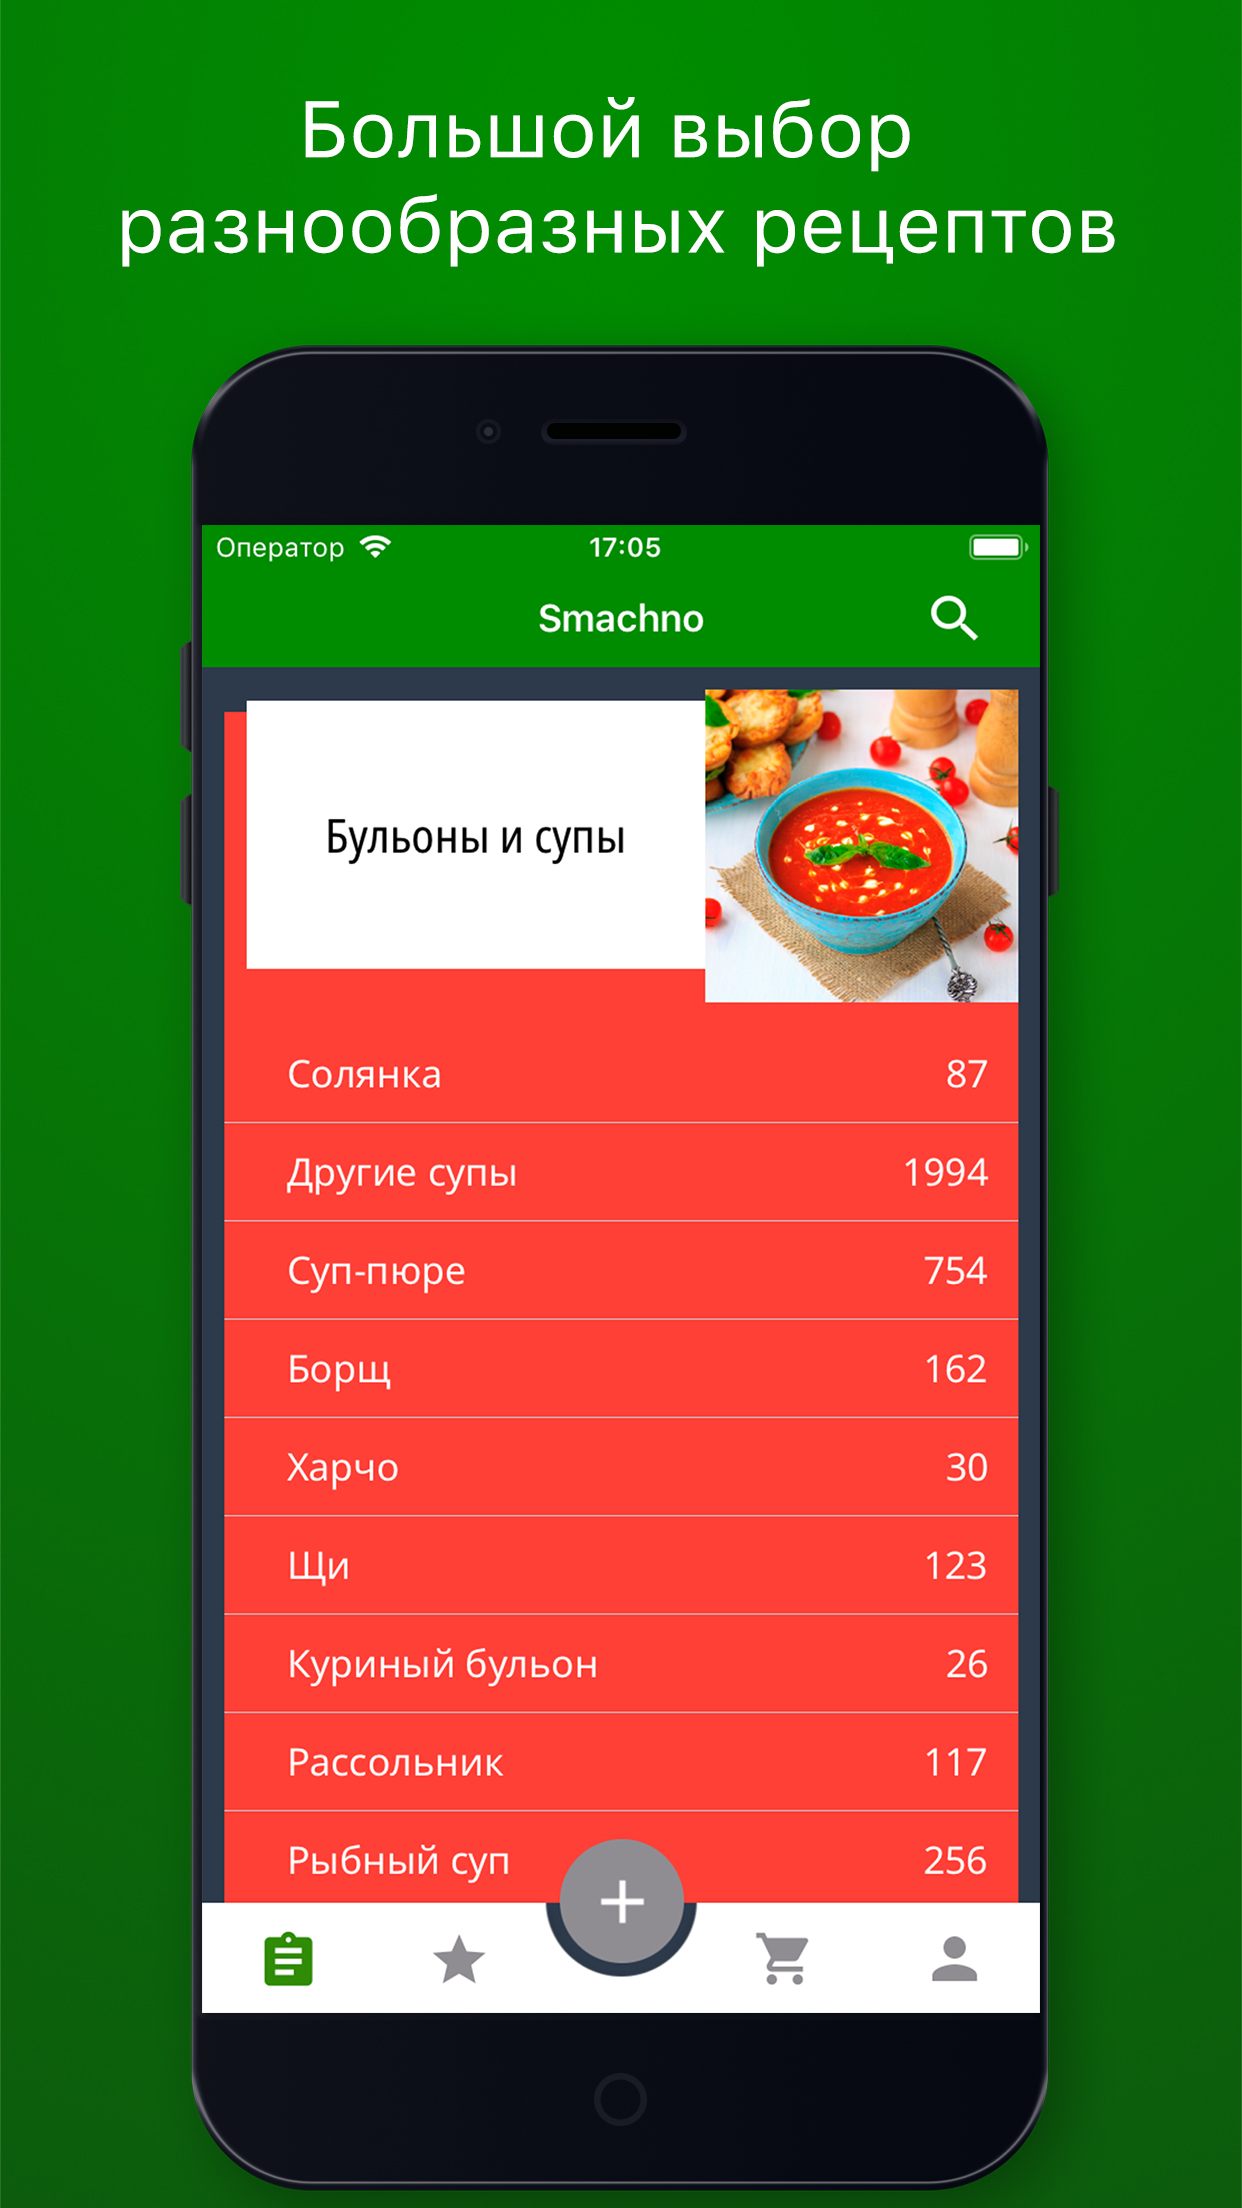 Большой выбор
разнообразных рецептов
Оператор 17:05
Smachno
Бульоны и супы
Солянка 87
Другие супы 1994
Суп-пюре 754
Борщ 162
Харчо 30
Щи 123
Куриный бульон 26
Рассольник 117
Рыбный суп 256